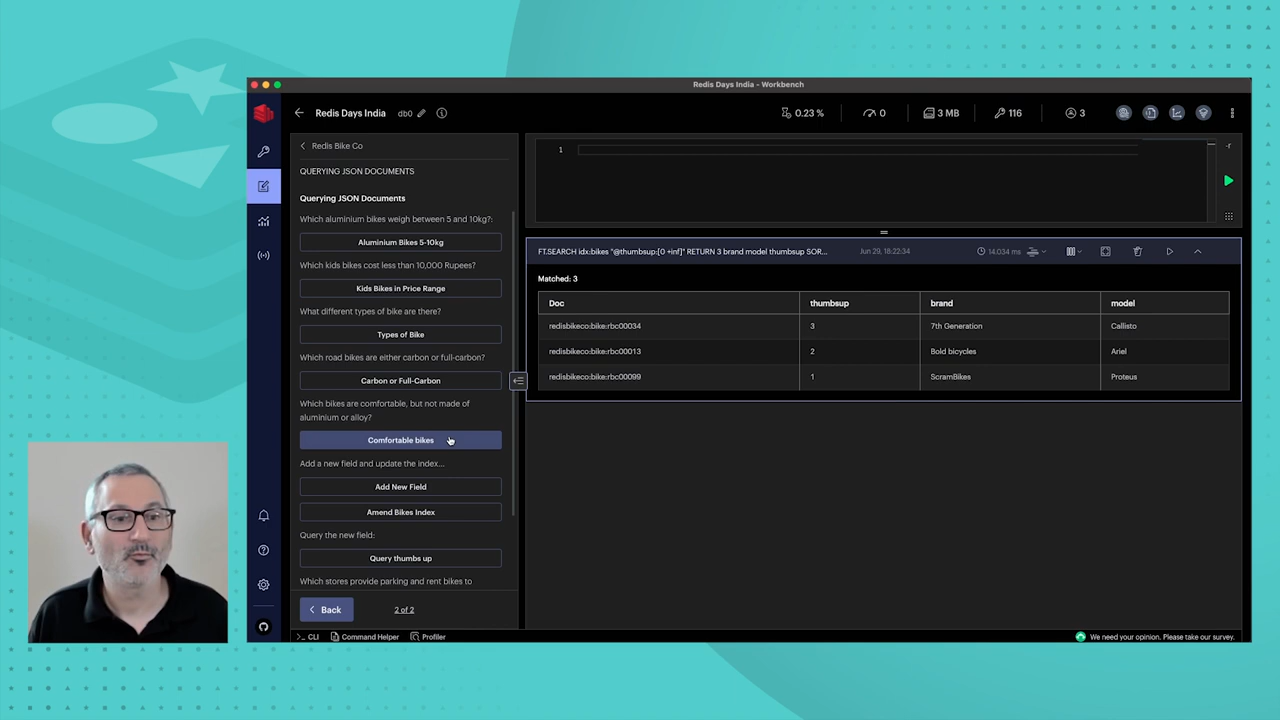 Redis Days India - Workbench
Redis Days India db0
0.23 %
0
3 MB
116
3
Redis Bike Co
QUERYING JSON DOCUMENTS
Querying JSON Documents
Which aluminium bikes weigh between 5 and 10kg?:
Aluminium Bikes 5-10kg
Which kids bikes cost less than 10,000 Rupees?:
Kids Bikes in Price Range
What different types of bike are there?:
Types of Bike
Which road bikes are either carbon or full-carbon?:
Carbon or Full-Carbon
Which bikes are comfortable, but not made of
aluminium or alloy?
Comfortable bikes
Add a new field and update the index...
Add New Field
Amend Bikes Index
Query the new field:
Query thumbs up
Which stores provide parking and rent bikes to
Back
2 of 2
1
-r
FT.SEARCH idx:bikes "@thumbsup:[0 +inf]" RETURN 3 brand model thumbsup SOR...
Jun 29, 18:22:34
14.034 ms
Matched: 3
Doc thumbsup brand model
redisbikeco:bike:rbc00034 3 7th Generation Callisto
redisbikeco:bike:rbc00013 2 Bold bicycles Ariel
redisbikeco:bike:rbc00099 1 ScramBikes Proteus
>_ CLI Command Helper Profiler
We need your opinion. Please take our survey.